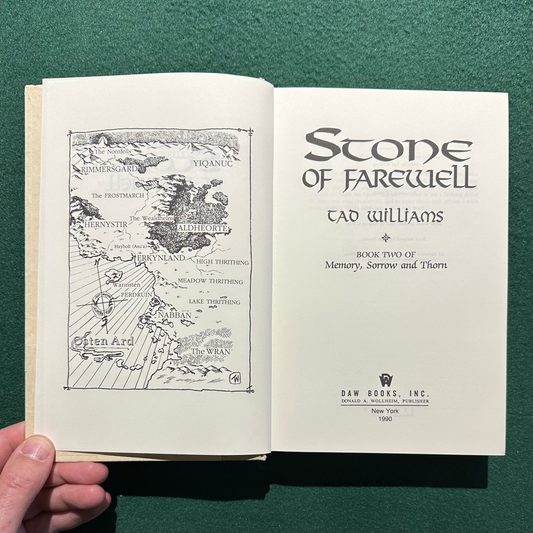 The Nornfells
RIMMERSGARD
YIQANUC
The FROSTMARCH
The Wealdhelm
HERNYSTIR
ALDHEORTE
Hayholt (Asu'a)
ERKYNLAND
HIGH THRITHING
Warinsten
MEADOW THRITHING
PERDRUIN
LAKE THRITHING
NABBAN
Osten Ard
The WRAN
STONE
OF FAREWELL
TAD WILLIAMS
BOOK TWO OF
Memory, Sorrow and Thorn
DAW BOOKS, INC.
DONALD A. WOLLHEIM, PUBLISHER
New York
1990